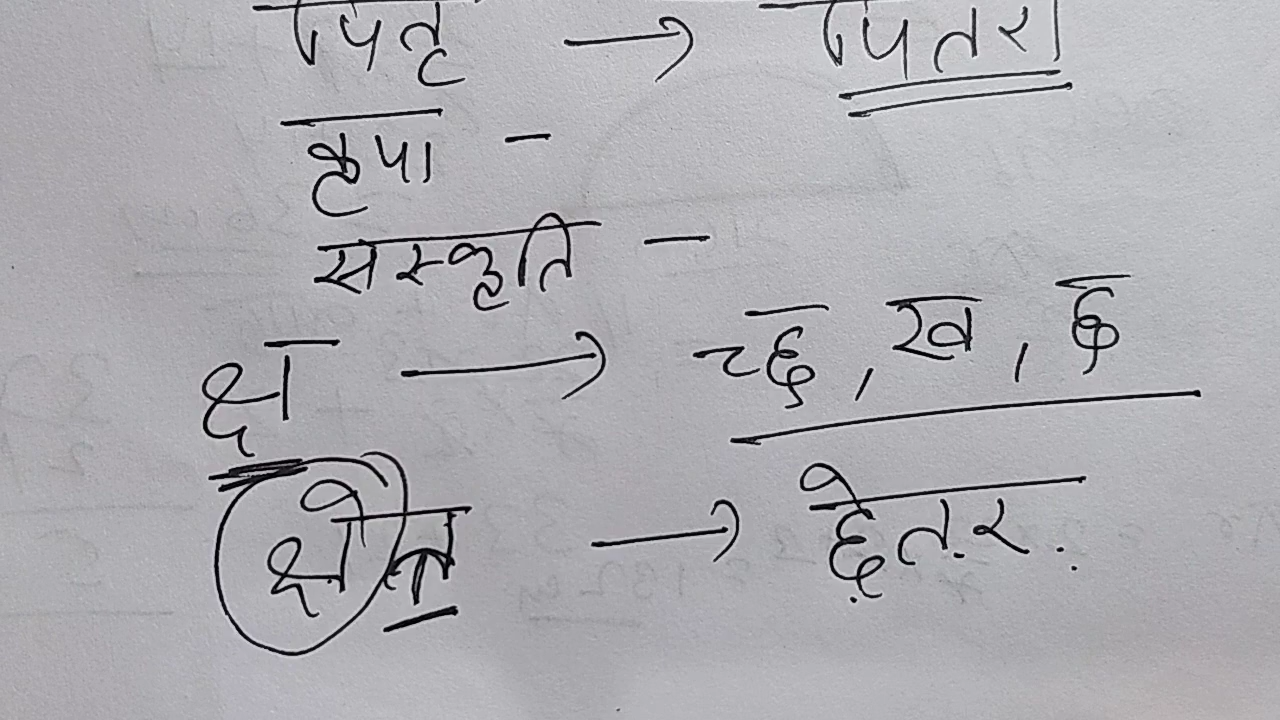 पितृ → पितरा
कृपा -
संस्कृति -
क्ष → च्छ, ख, छ
क्षेत्र → छेतर.